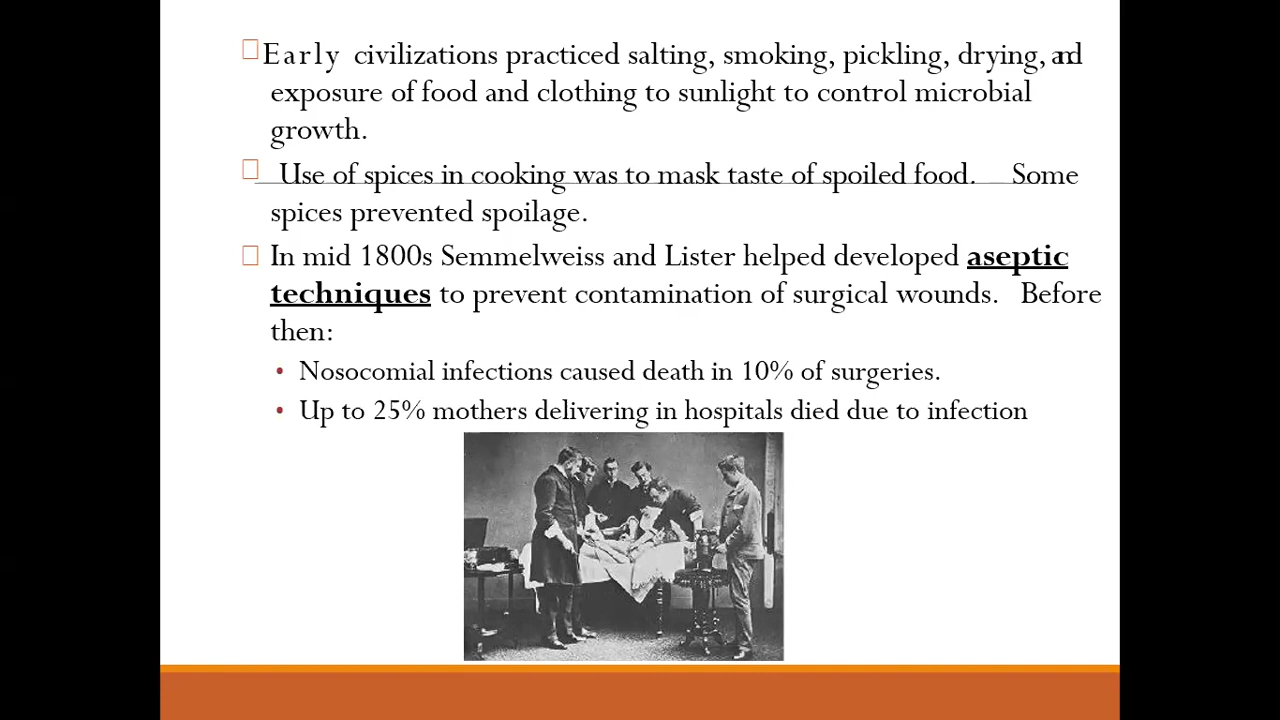 Early civilizations practiced salting, smoking, pickling, drying, and
exposure of food and clothing to sunlight to control microbial
growth.
Use of spices in cooking was to mask taste of spoiled food. Some
spices prevented spoilage.
In mid 1800s Semmelweiss and Lister helped developed aseptic
techniques to prevent contamination of surgical wounds. Before
then:
• Nosocomial infections caused death in 10% of surgeries.
• Up to 25% mothers delivering in hospitals died due to infection